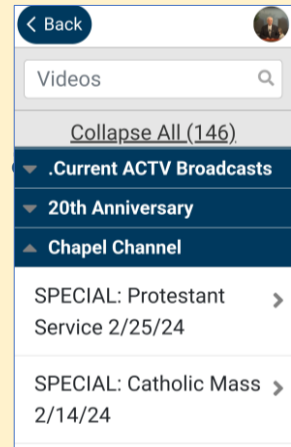 Back
Videos
Collapse All (146)
.Current ACTV Broadcasts
20th Anniversary
Chapel Channel
SPECIAL: Protestant
Service 2/25/24
SPECIAL: Catholic Mass
2/14/24